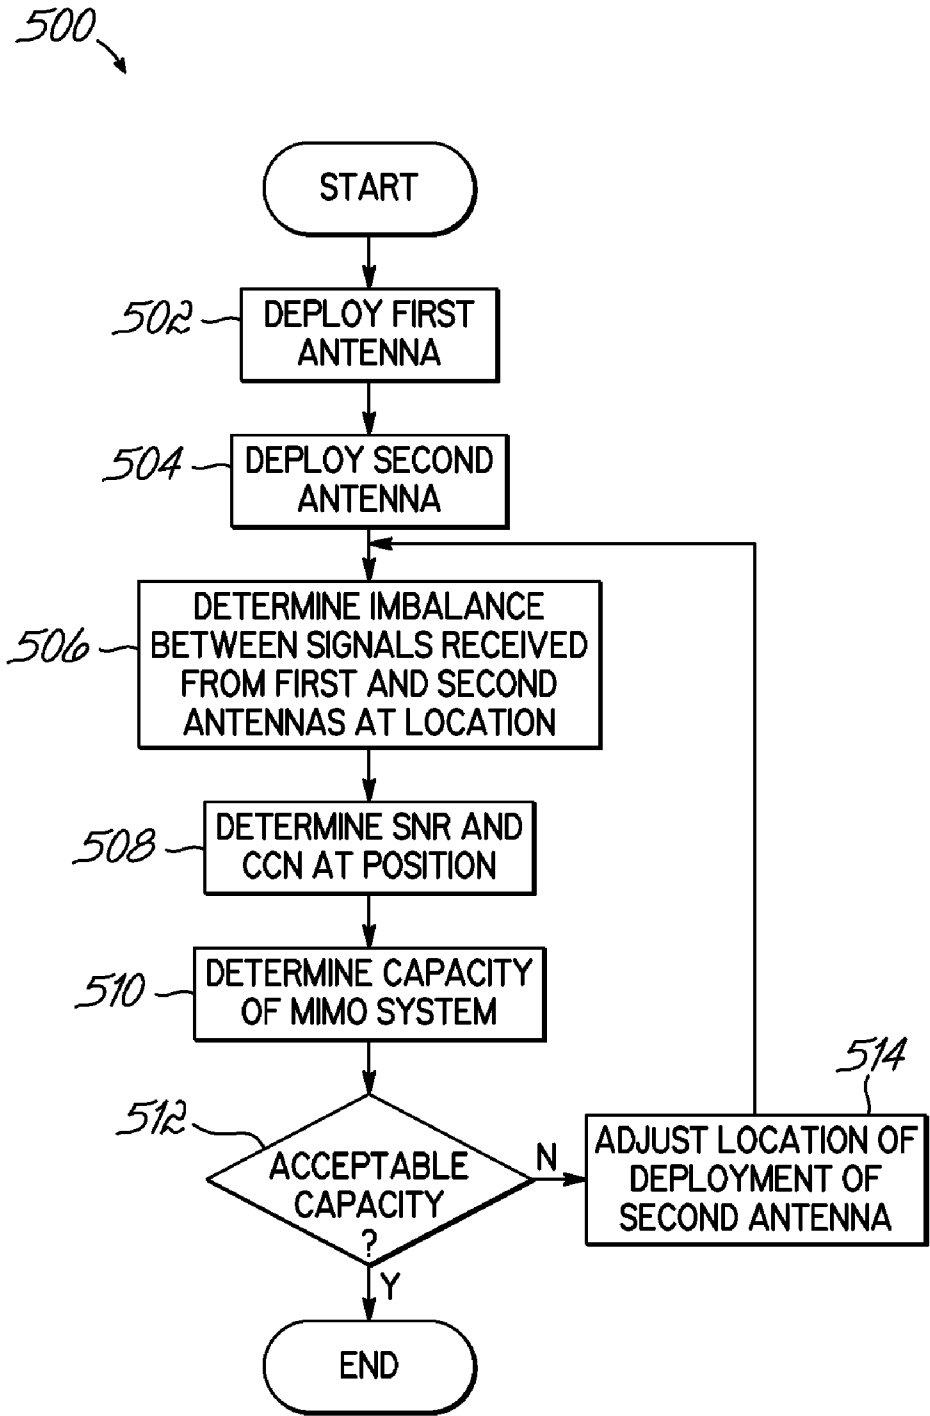 500
START
502
DEPLOY FIRST
ANTENNA
504
DEPLOY SECOND
ANTENNA
506
DETERMINE IMBALANCE
BETWEEN SIGNALS RECEIVED
FROM FIRST AND SECOND
ANTENNAS AT LOCATION
508
DETERMINE SNR AND
CCN AT POSITION
510
DETERMINE CAPACITY
OF MIMO SYSTEM
512
ACCEPTABLE
CAPACITY
?
N
514
ADJUST LOCATION OF
DEPLOYMENT OF
SECOND ANTENNA
Y
END